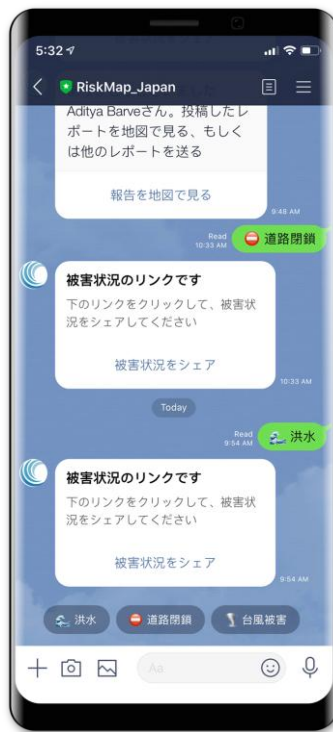 5:32
RiskMap_Japan
Aditya Barveさん。投稿したレ
ポートを地図で見る、もしく
は他のレポートを送る
報告を地図で見る
9:48 AM
Read
10:33 AM
道路閉鎖
被害状況のリンクです
下のリンクをクリックして、被害状
況をシェアしてください
被害状況をシェア
10:33 AM
Today
Read
9:54 AM
洪水
被害状況のリンクです
下のリンクをクリックして、被害状
況をシェアしてください
被害状況をシェア
9:54 AM
洪水
道路閉鎖
台風被害
Aa